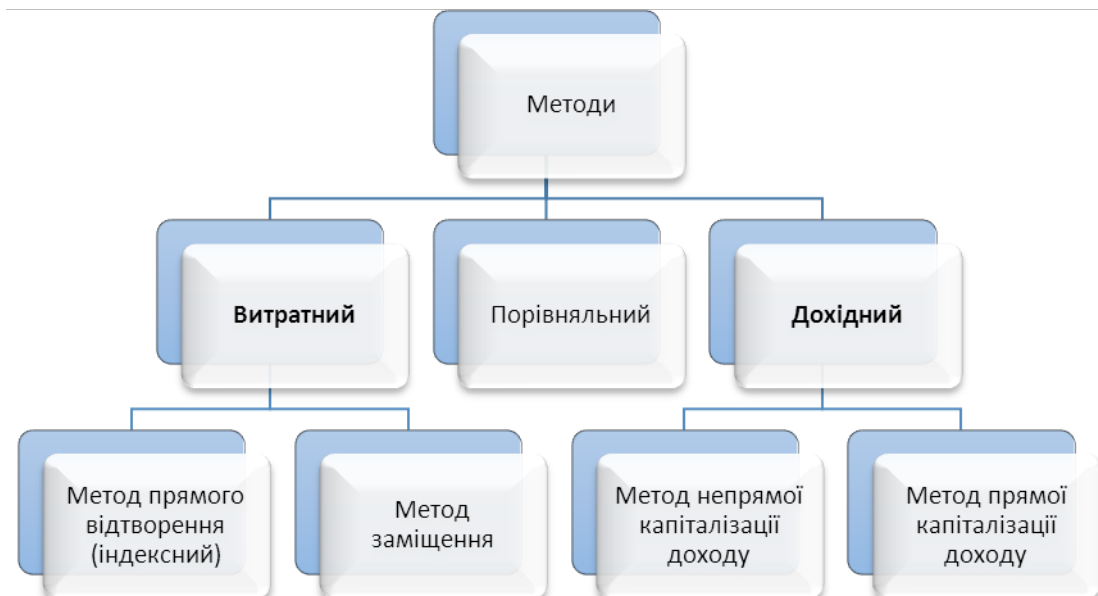 Методи
Витратний
Порівняльний
Дохідний
Метод прямого
відтворення
(індексний)
Метод
заміщення
Метод непрямої
капіталізації
доходу
Метод прямої
капіталізації
доходу